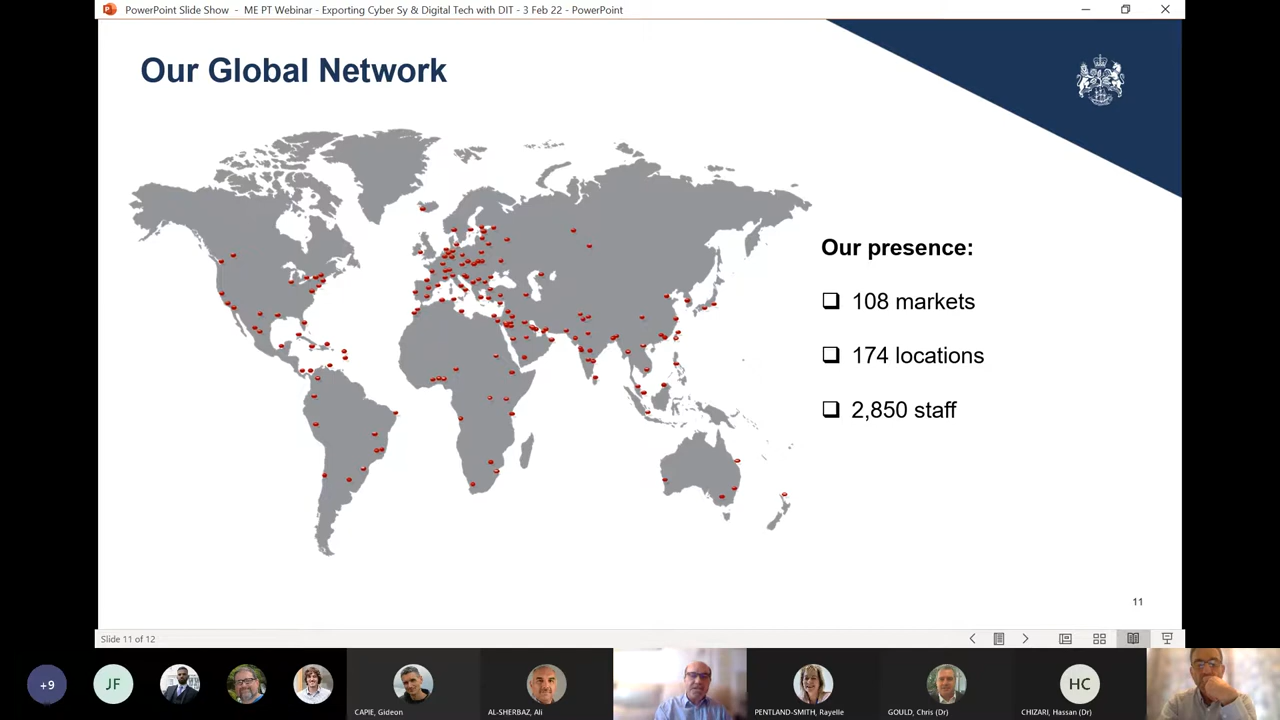 PowerPoint Slide Show - ME PT Webinar - Exporting Cyber Sy & Digital Tech with DIT - 3 Feb 22 - PowerPoint
Our Global Network
Our presence:
108 markets
174 locations
2,850 staff
11
Slide 11 of 12
+9
JF
HC
CAPIE, Gideon
AL-SHERBAZ, Ali
PENTLAND-SMITH, Rayelle
GOULD, Chris (Dr)
CHIZARI, Hassan (Dr)